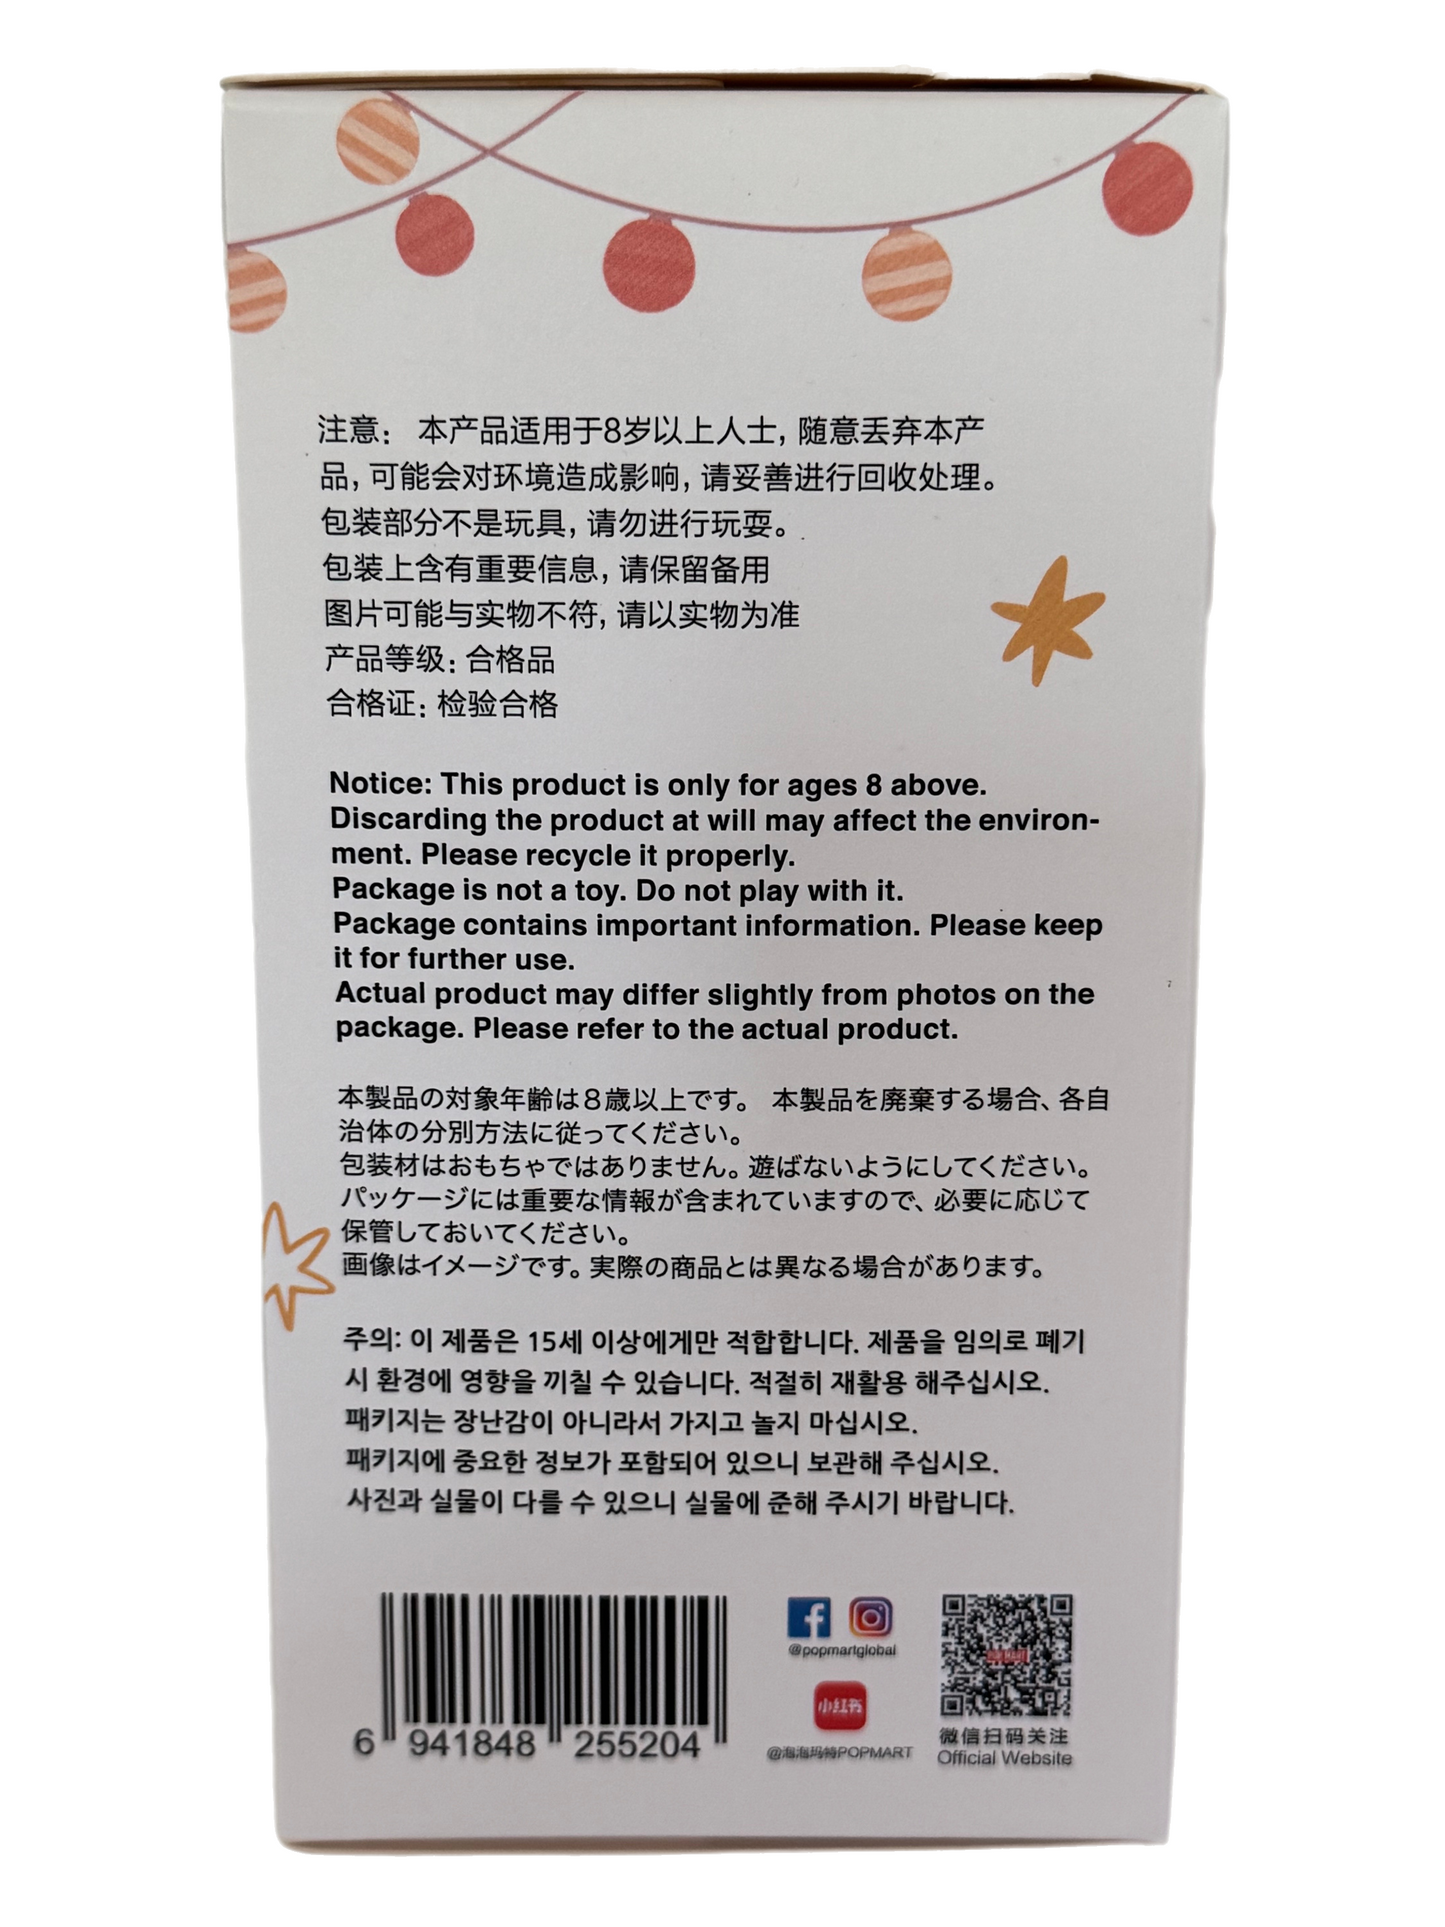 注意： 本产品适用于8岁以上人士，随意丢弃本产
品，可能会对环境造成影响，请妥善进行回收处理。
包装部分不是玩具，请勿进行玩耍。
包装上含有重要信息，请保留备用
图片可能与实物不符，请以实物为准
产品等级：合格品
合格证：检验合格
Notice: This product is only for ages 8 above.
Discarding the product at will may affect the environ-
ment. Please recycle it properly.
Package is not a toy. Do not play with it.
Package contains important information. Please keep
it for further use.
Actual product may differ slightly from photos on the
package. Please refer to the actual product.
本製品の対象年齢は8歳以上です。 本製品を廃棄する場合、各自
治体の分別方法に従ってください。
包装材はおもちゃではありません。遊ばないようにしてください。
パッケージには重要な情報が含まれていますので、必要に応じて
保管しておいてください。
画像はイメージです。実際の商品とは異なる場合があります。
주의: 이 제품은 15세 이상에게만 적합합니다. 제품을 임의로 폐기
시 환경에 영향을 끼칠 수 있습니다. 적절히 재활용 해주십시오.
패키지는 장난감이 아니라서 가지고 놀지 마십시오.
패키지에 중요한 정보가 포함되어 있으니 보관해 주십시오.
사진과 실물이 다를 수 있으니 실물에 준해 주시기 바랍니다.
6 941848 255204
@popmartglobal
小红书
@泡泡玛特POPMART
POP MART
微信扫码关注
Official Website